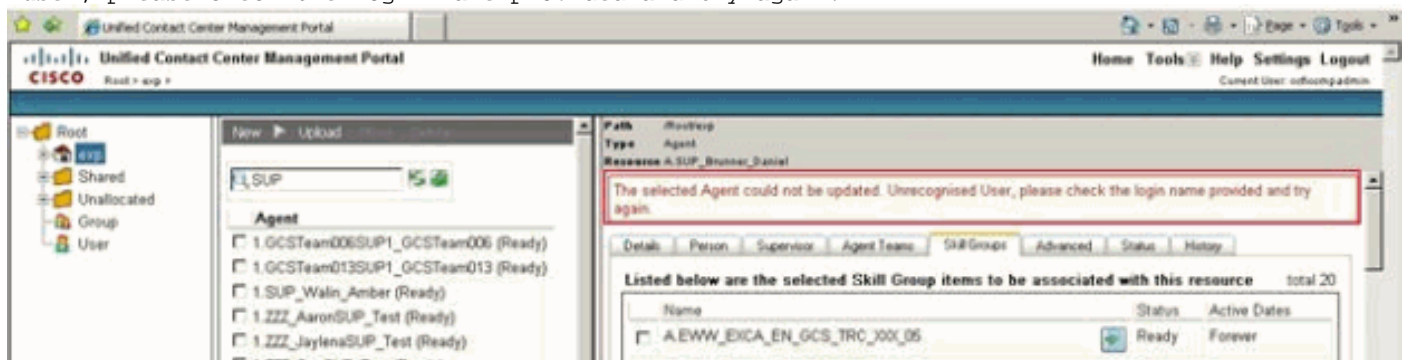 Unified Contact Center Management Portal
Page
Tools
Unified Contact Center Management Portal
CISCO
Root > exp >
Home Tools Help Settings Logout
Current User:
Root
exp
Shared
Unallocated
Group
User
New Upload
SUP
Agent
1.GCSTeam006SUP1_GCSTeam006 (Ready)
1.GCSTeam013SUP1_GCSTeam013 (Ready)
1.SUP_Walin_Amber (Ready)
1.ZZZ_AaronSUP_Test (Ready)
1.ZZZ_JaylenaSUP_Test (Ready)
Path /Root/exp
Type Agent
Resource A.SUP_Brunner_Daniel
The selected Agent could not be updated. Unrecognised User, please check the login name provided and try
again.
Details Person Supervisor Agent Teams Skill Groups Advanced Status History
Listed below are the selected Skill Group items to be associated with this resource total 20
Name Status Active Dates
A.EWW_EXCA_EN_GCS_TRC_XXX_05 Ready Forever